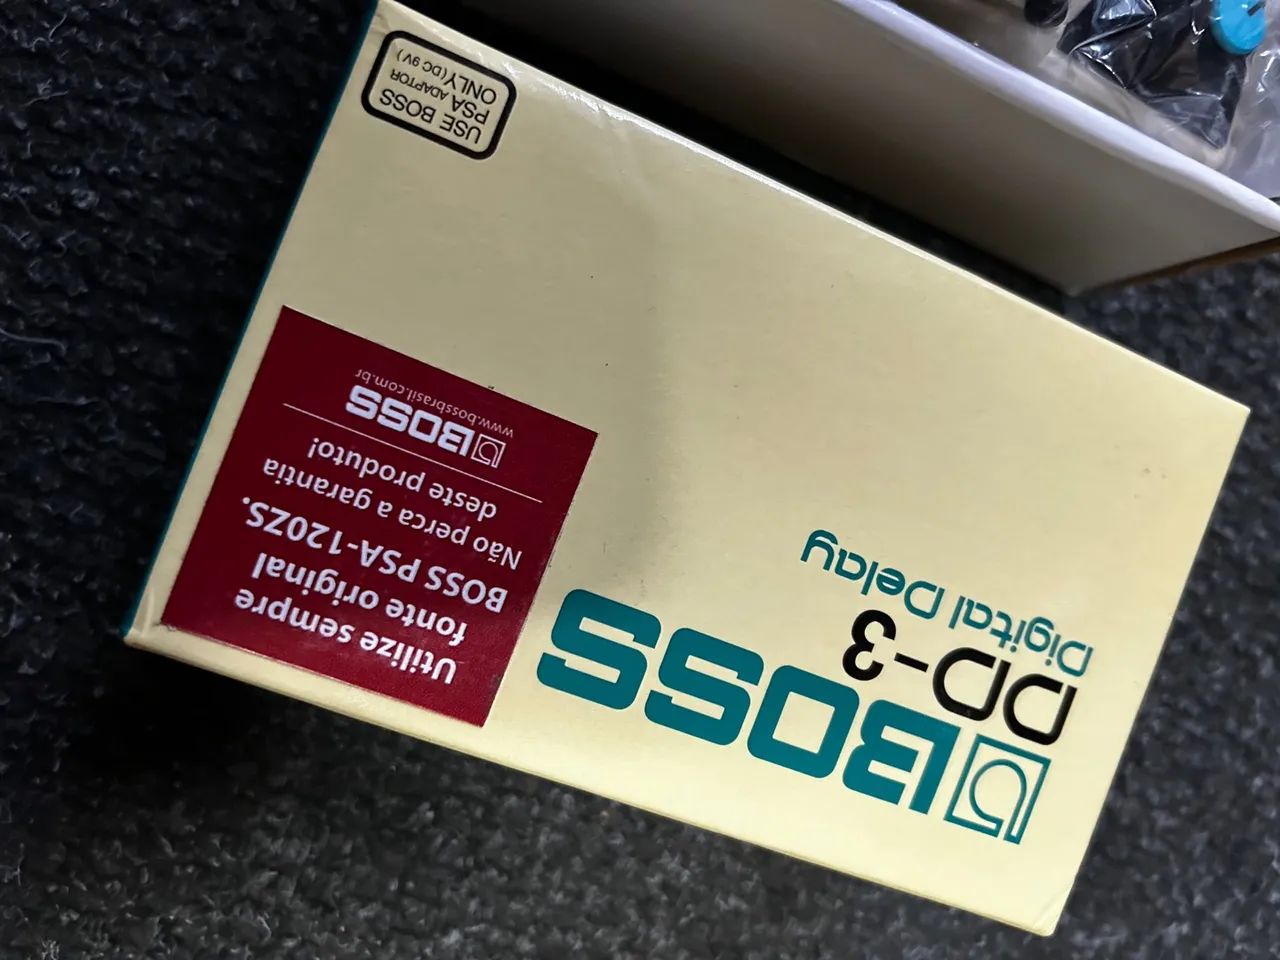 BOSS
DD-3
Digital Delay
Utilize sempre
fonte original
BOSS PSA-120ZS.
Não perca a garantia
deste produto!
BOSS
www.bossbrasil.com.br
USE BOSS
PSA ADAPTOR
ONLY (DC 9V)